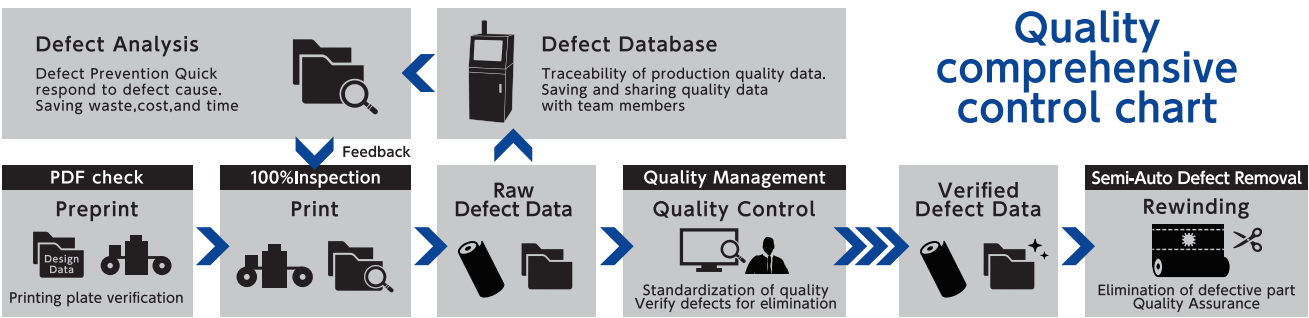 Defect Analysis
Defect Prevention Quick
respond to defect cause.
Saving waste,cost,and time
Defect Database
Traceability of production quality data.
Saving and sharing quality data
with team members
Quality
comprehensive
control chart
Feedback
PDF check
Preprint
Design
Data
Printing plate verification
100%Inspection
Print
Raw
Defect Data
Quality Management
Quality Control
Standardization of quality
Verify defects for elimination
Verified
Defect Data
Semi-Auto Defect Removal
Rewinding
Elimination of defective part
Quality Assurance